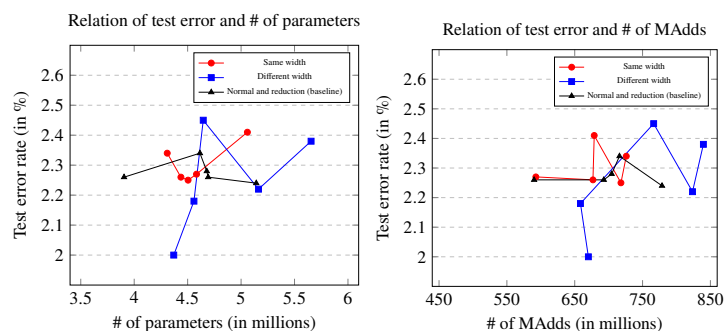 Relation of test error and # of parameters
Test error rate (in %)
2.6
2.5
2.4
2.3
2.2
2.1
2
Same width
Different width
Normal and reduction (baseline)
3.5 4 4.5 5 5.5 6
# of parameters (in millions)
Relation of test error and # of MAdds
Test error rate (in %)
2.6
2.5
2.4
2.3
2.2
2.1
2
Same width
Different width
Normal and reduction (baseline)
450 550 650 750 850
# of MAdds (in millions)